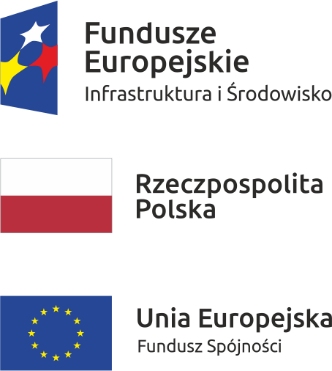 Fundusze
Europejskie
Infrastruktura i Środowisko
Rzeczpospolita
Polska
Unia Europejska
Fundusz Spójności